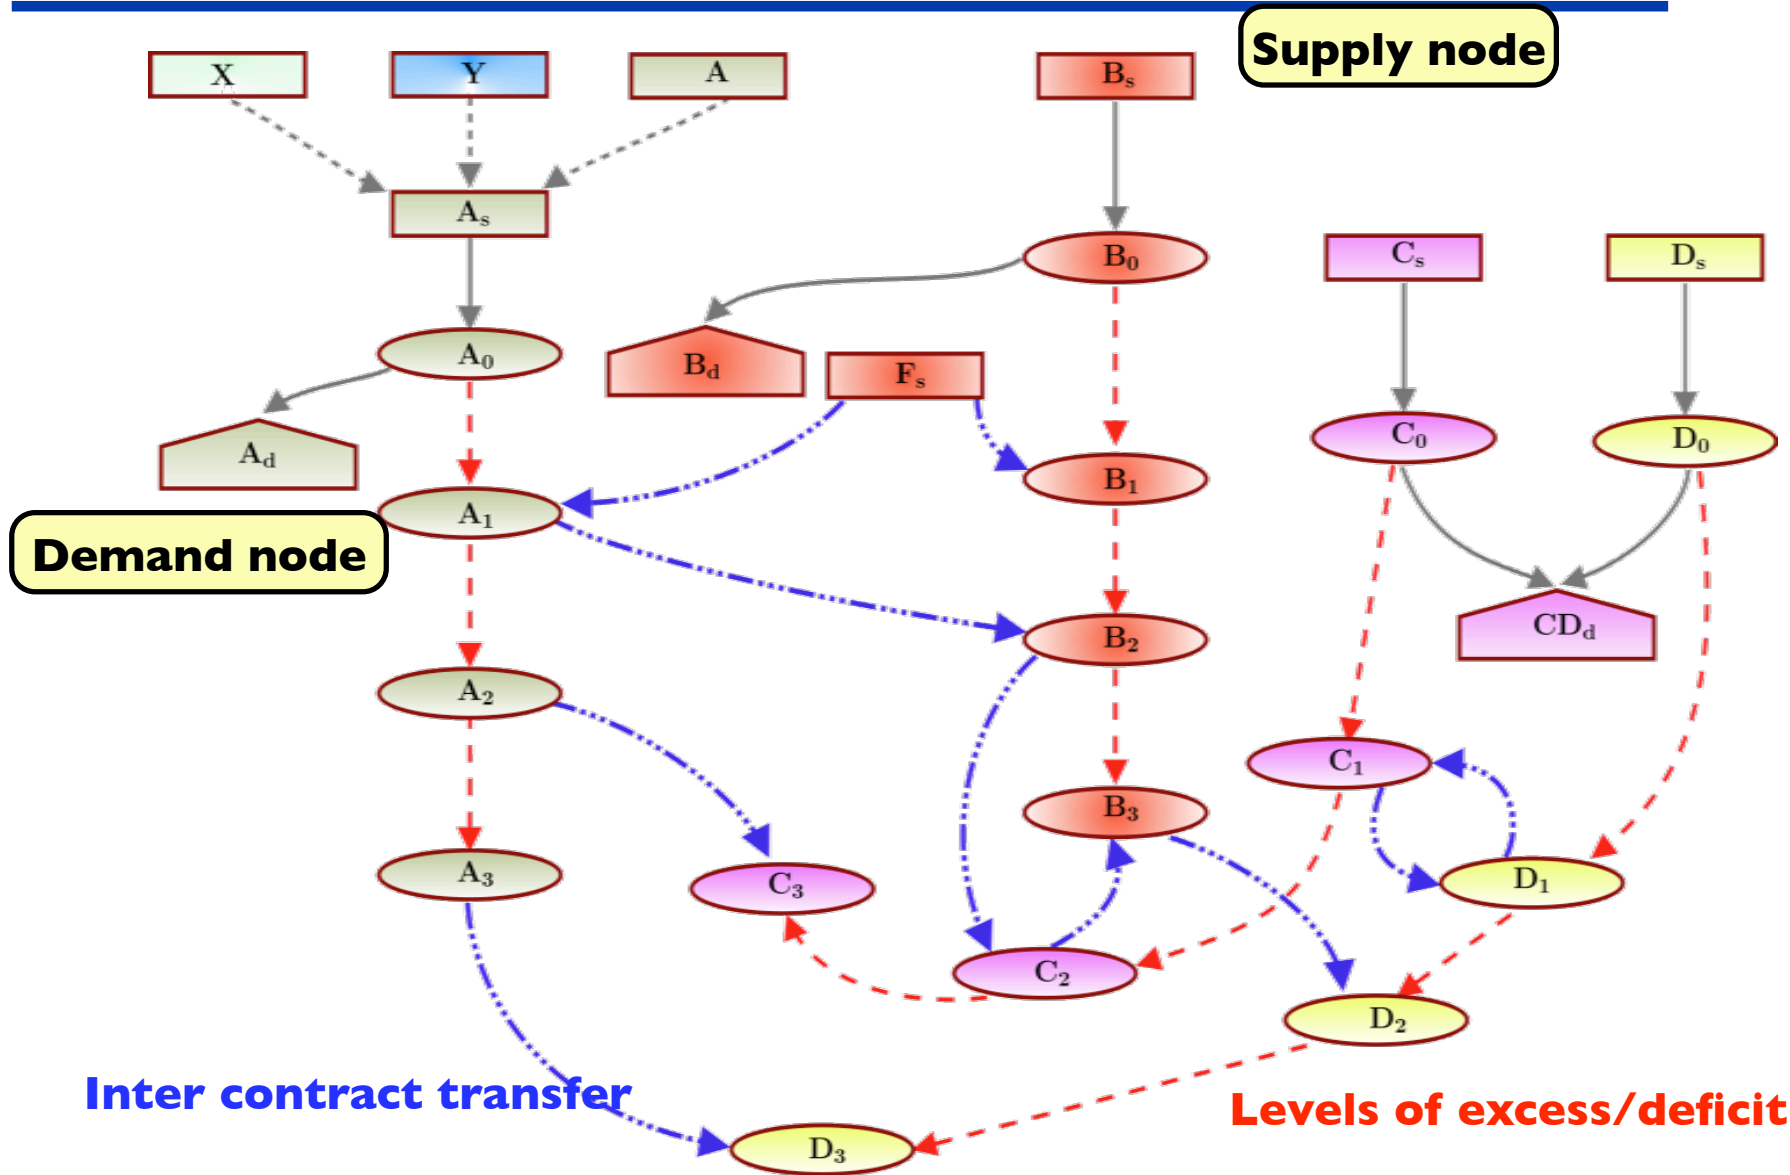 Supply node
X
Y
A
Bs
As
B0
Cs
Ds
A0
Bd
Fs
C0
D0
Ad
B1
A1
Demand node
B2
CDd
A2
C1
B3
A3
C3
D1
C2
D2
Inter contract transfer
Levels of excess/deficit
D3